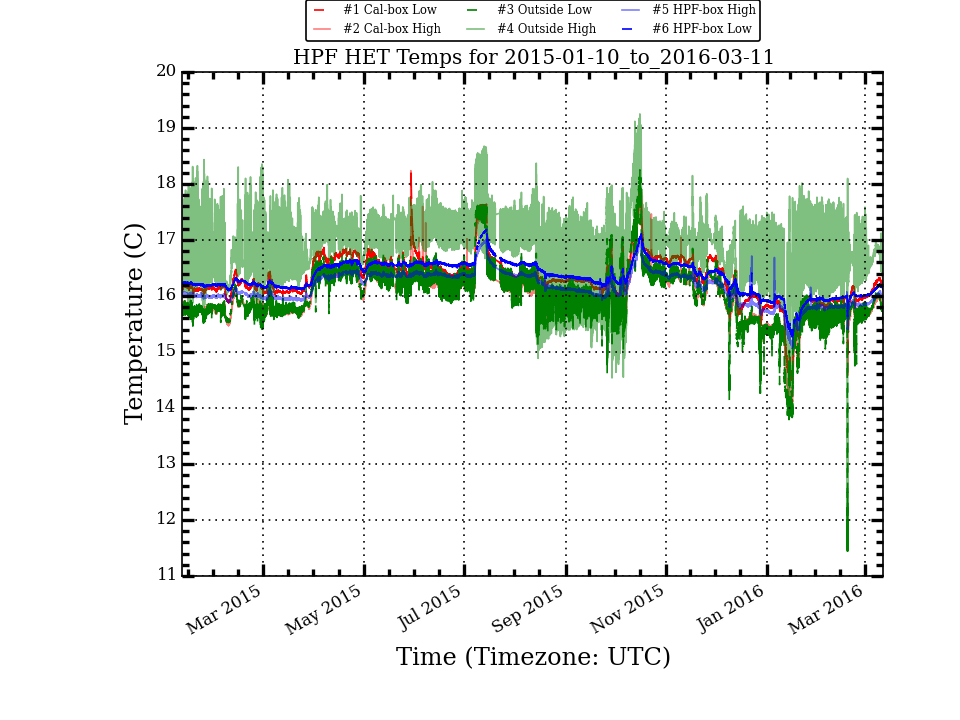 #1 Cal-box Low #3 Outside Low #5 HPF-box High
#2 Cal-box High #4 Outside High #6 HPF-box Low
HPF HET Temps for 2015-01-10_to_2016-03-11
20
19
18
17
16
15
14
13
12
11
Temperature (C)
Mar 2015 May 2015 Jul 2015 Sep 2015 Nov 2015 Jan 2016 Mar 2016
Time (Timezone: UTC)